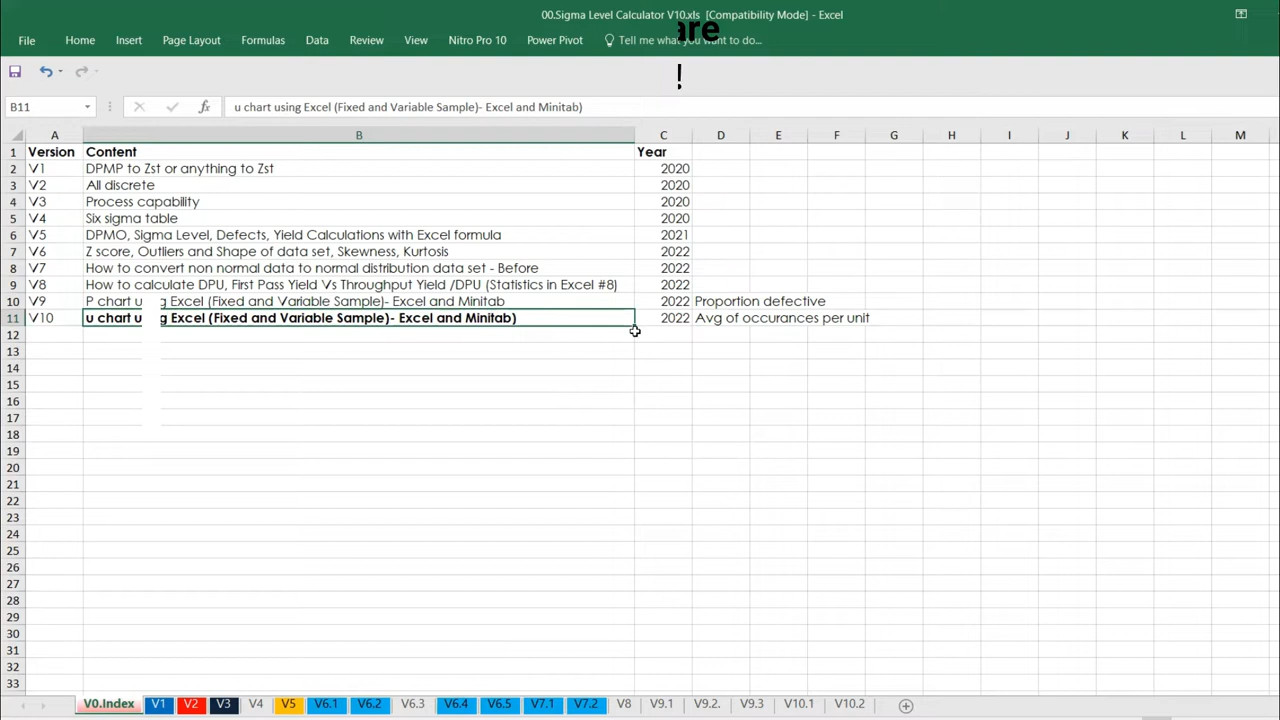 00.Sigma Level Calculator V10.xls [Compatibility Mode] - Excel
are
File Home Insert Page Layout Formulas Data Review View Nitro Pro 10 Power Pivot Tell me what you want to do...
!
B11 fx u chart using Excel (Fixed and Variable Sample)- Excel and Minitab)
A B C D E F G H I J K L M
1 Version Content Year
2 V1 DPMP to Zst or anything to Zst 2020
3 V2 All discrete 2020
4 V3 Process capability 2020
5 V4 Six sigma table 2020
6 V5 DPMO, Sigma Level, Defects, Yield Calculations with Excel formula 2021
7 V6 Z score, Outliers and Shape of data set, Skewness, Kurtosis 2022
8 V7 How to convert non normal data to normal distribution data set - Before 2022
9 V8 How to calculate DPU, First Pass Yield Vs Throughput Yield /DPU (Statistics in Excel #8) 2022
10 V9 P chart u g Excel (Fixed and Variable Sample)- Excel and Minitab 2022 Proportion defective
11 V10 u chart u g Excel (Fixed and Variable Sample)- Excel and Minitab) 2022 Avg of occurances per unit
12
13
14
15
16
17
18
19
20
21
22
23
24
25
26
27
28
29
30
31
32
33
V0.Index V1 V2 V3 V4 V5 V6.1 V6.2 V6.3 V6.4 V6.5 V7.1 V7.2 V8 V9.1 V9.2. V9.3 V10.1 V10.2